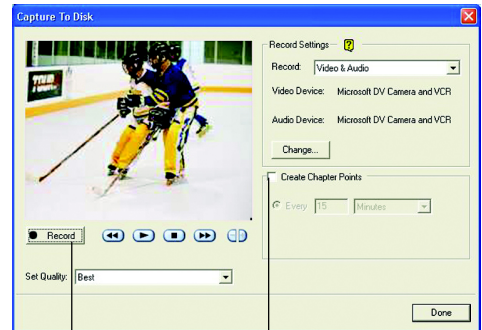 Capture To Disk
Record Settings
Record: Video & Audio
Video Device: Microsoft DV Camera and VCR
Audio Device: Microsoft DV Camera and VCR
Change...
Create Chapter Points
Every 15 Minutes
Record
Set Quality: Best
Done